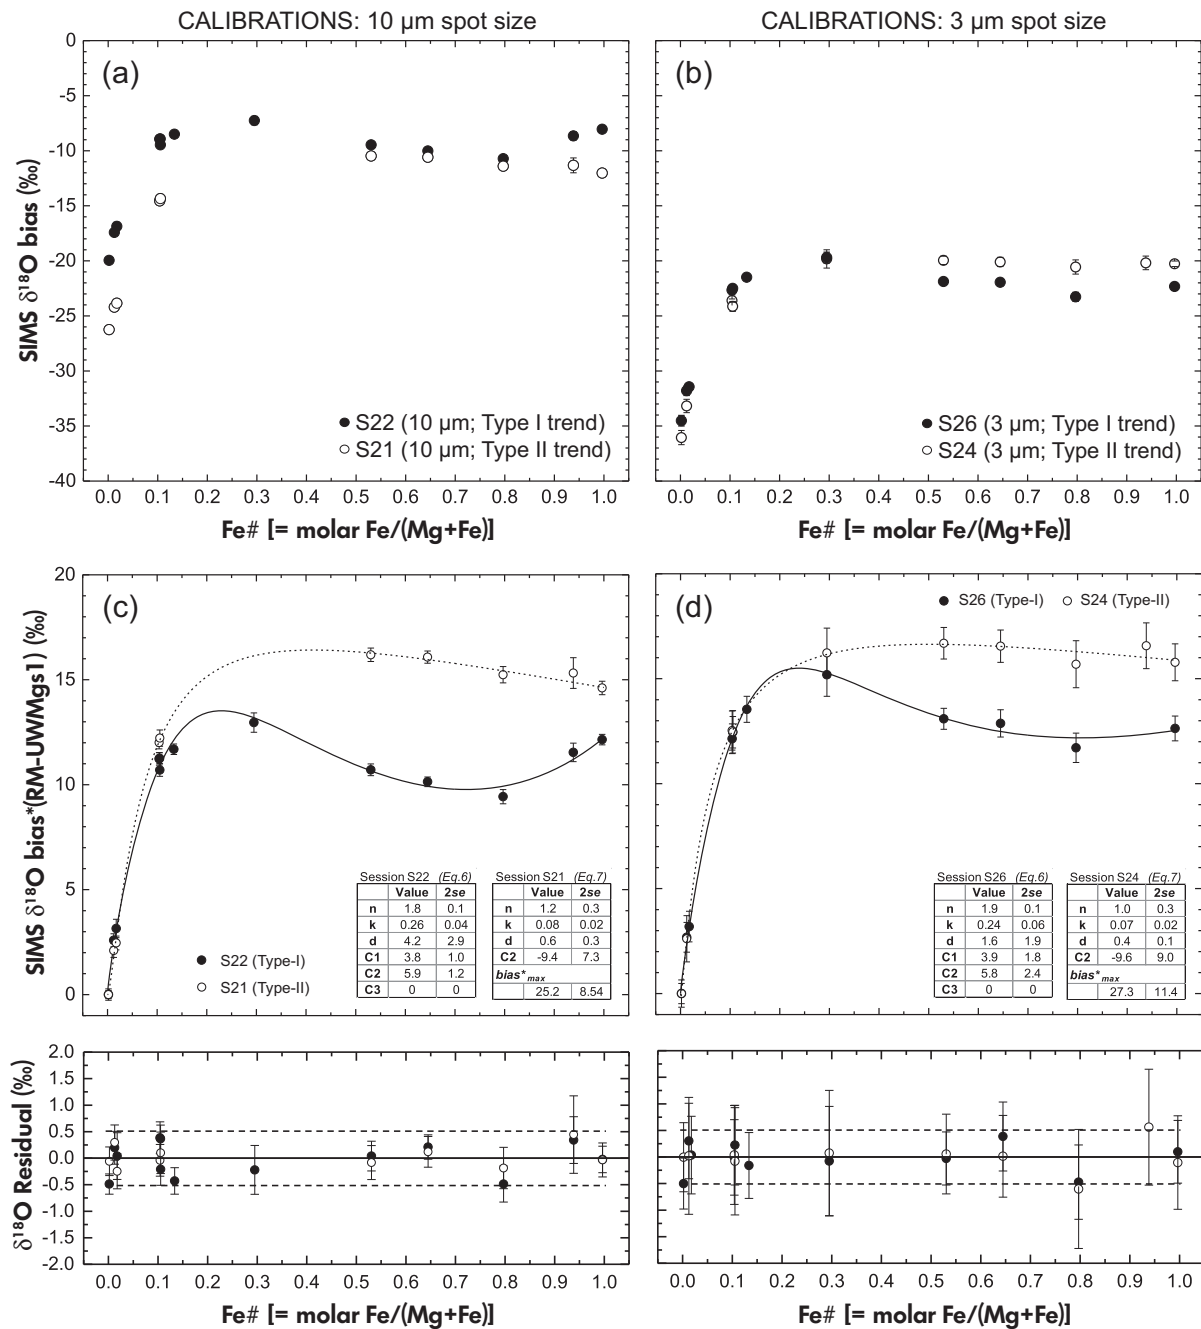 CALIBRATIONS: 10 µm spot size
CALIBRATIONS: 3 µm spot size
(a)
(b)
SIMS δ¹⁸O bias (‰)
0
-5
-10
-15
-20
-25
-30
-35
-40
S22 (10 µm; Type I trend)
S21 (10 µm; Type II trend)
S26 (3 µm; Type I trend)
S24 (3 µm; Type II trend)
0.0 0.1 0.2 0.3 0.4 0.5 0.6 0.7 0.8 0.9 1.0
0.0 0.1 0.2 0.3 0.4 0.5 0.6 0.7 0.8 0.9 1.0
Fe# [= molar Fe/(Mg+Fe)]
Fe# [= molar Fe/(Mg+Fe)]
(c)
(d)
SIMS δ¹⁸O bias*(RM-UWMgs1) (‰)
20
15
10
5
0
S26 (Type-I) S24 (Type-II)
S22 (Type-I)
S21 (Type-II)
Session S22 (Eq.6)
Value 2se
n 1.8 0.1
k 0.26 0.04
d 4.2 2.9
C1 3.8 1.0
C2 5.9 1.2
C3 0 0
Session S21 (Eq.7)
Value 2se
n 1.2 0.3
k 0.08 0.02
d 0.6 0.3
C2 -9.4 7.3
bias*max
25.2 8.54
Session S26 (Eq.6)
Value 2se
n 1.9 0.1
k 0.24 0.06
d 1.6 1.9
C1 3.9 1.8
C2 5.8 2.4
C3 0 0
Session S24 (Eq.7)
Value 2se
n 1.0 0.3
k 0.07 0.02
d 0.4 0.1
C2 -9.6 9.0
bias*max
27.3 11.4
δ¹⁸O Residual (‰)
2.0
1.5
1.0
0.5
0.0
-0.5
-1.0
-1.5
-2.0
0.0 0.1 0.2 0.3 0.4 0.5 0.6 0.7 0.8 0.9 1.0
0.0 0.1 0.2 0.3 0.4 0.5 0.6 0.7 0.8 0.9 1.0
Fe# [= molar Fe/(Mg+Fe)]
Fe# [= molar Fe/(Mg+Fe)]